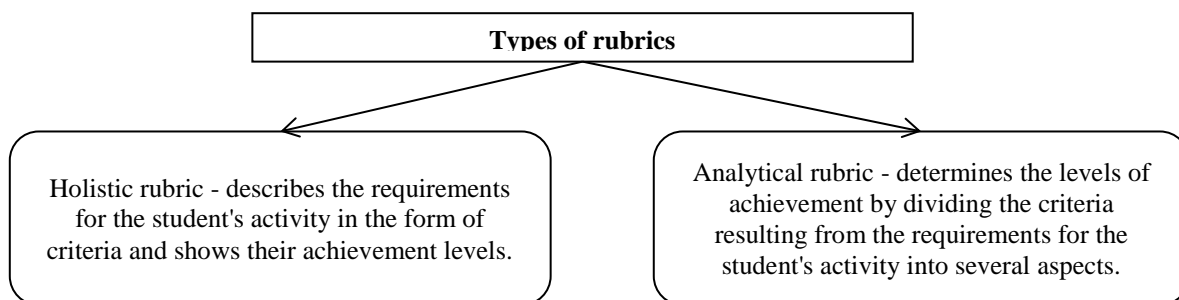 Types of rubrics
Holistic rubric - describes the requirements
for the student's activity in the form of
criteria and shows their achievement levels.
Analytical rubric - determines the levels of
achievement by dividing the criteria
resulting from the requirements for the
student's activity into several aspects.